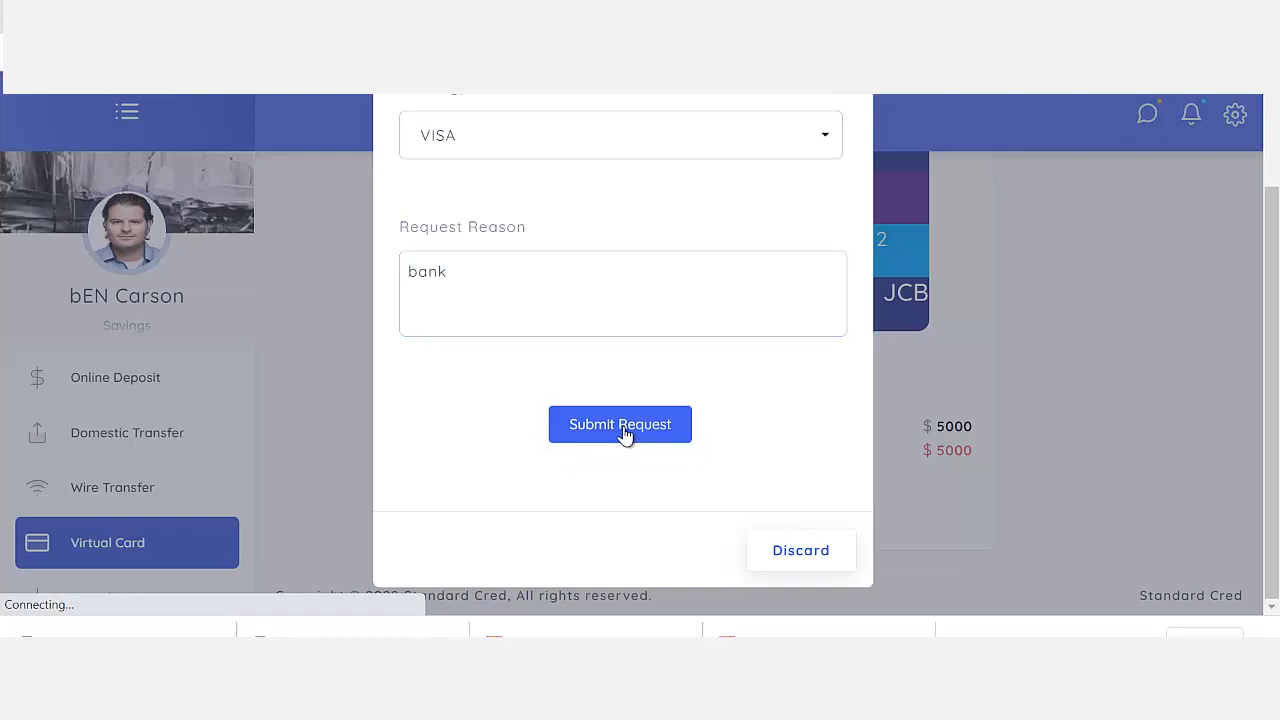 VISA
Request Reason
bank
2
JCB
bEN Carson
Savings
Online Deposit
Domestic Transfer
$ 5000
$ 5000
Submit Request
Wire Transfer
Virtual Card
Discard
Standard Cred, All rights reserved.
Standard Cred
Connecting...